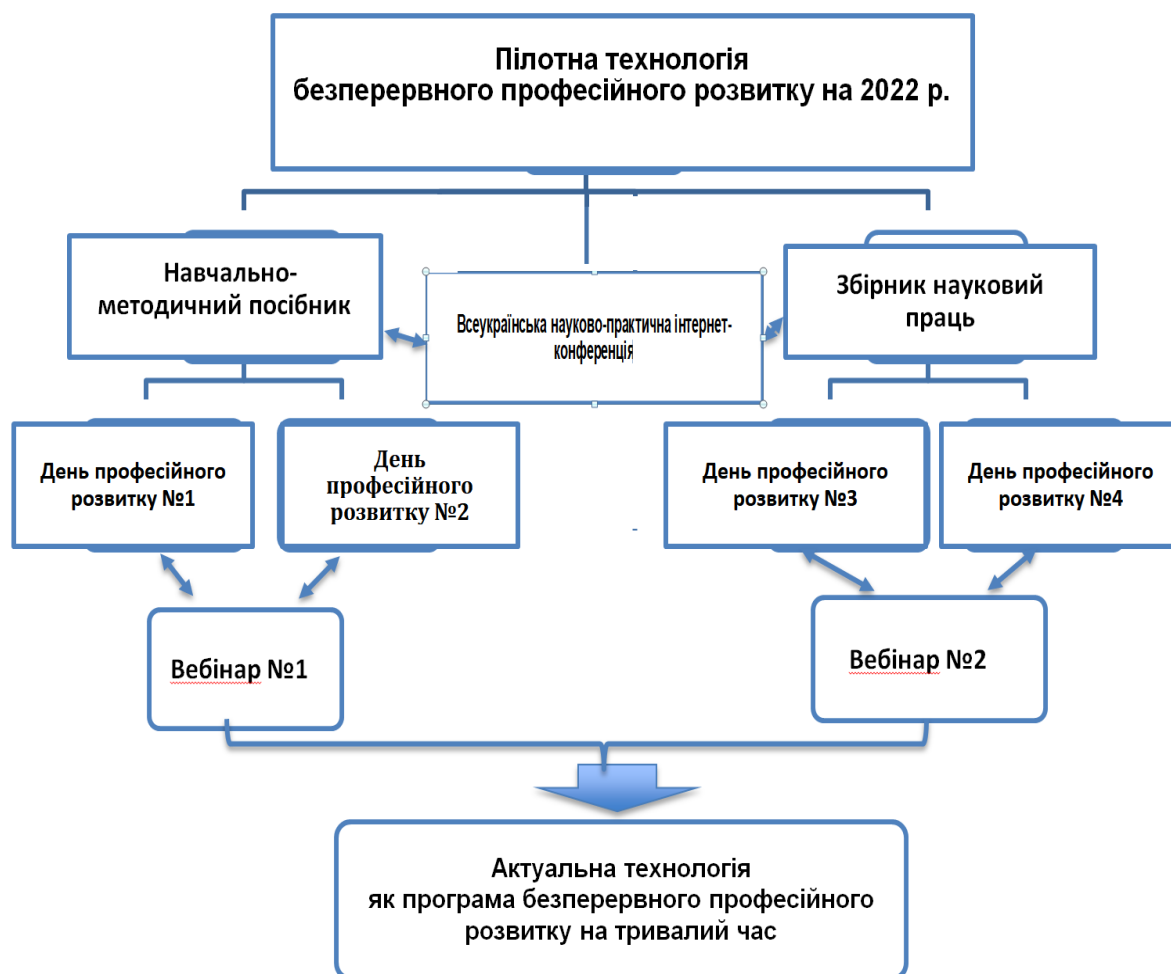 Пілотна технологія
безперервного професійного розвитку на 2022 р.
Навчально-
методичний посібник
Всеукраїнська науково-практична інтернет-
конференція
Збірник науковий
праць
День професійного
розвитку №1
День
професійного
розвитку №2
День професійного
розвитку №3
День професійного
розвитку №4
Вебінар №1
Вебінар №2
Актуальна технологія
як програма безперервного професійного
розвитку на тривалий час